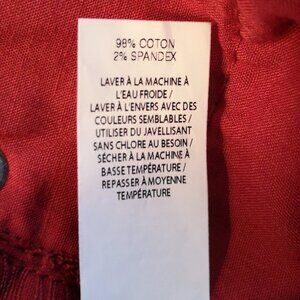 98% COTON
2% SPANDEX
LAVER À LA MACHINE À
L'EAU FROIDE /
LAVER À L'ENVERS AVEC DES
COULEURS SEMBLABLES /
UTILISER DU JAVELLISANT
SANS CHLORE AU BESOIN /
SÉCHER À LA MACHINE À
BASSE TEMPÉRATURE /
REPASSER À MOYENNE
TEMPÉRATURE